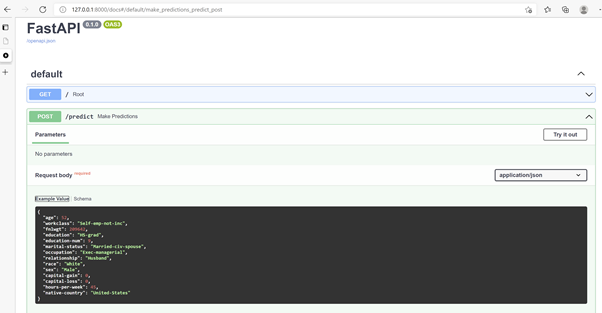 127.0.0.1:8000/docs#/default/make_predictions_predict_post
FastAPI 0.1.0 OAS3
/openapi.json
default
GET / Root
POST /predict Make Predictions
Parameters Try it out
No parameters
Request body required application/json
Example Value Schema
{
"age": 52,
"workclass": "Self-emp-not-inc",
"fnlwgt":
"education": "HS-grad",
"education-num": 9,
"marital-status": "Married-civ-spouse",
"occupation": "Exec-managerial",
"relationship": "Husband",
"race": "White",
"sex": "Male",
"capital-gain": 0,
"capital-loss": 0,
"hours-per-week": 45,
"native-country": "United-States"
}